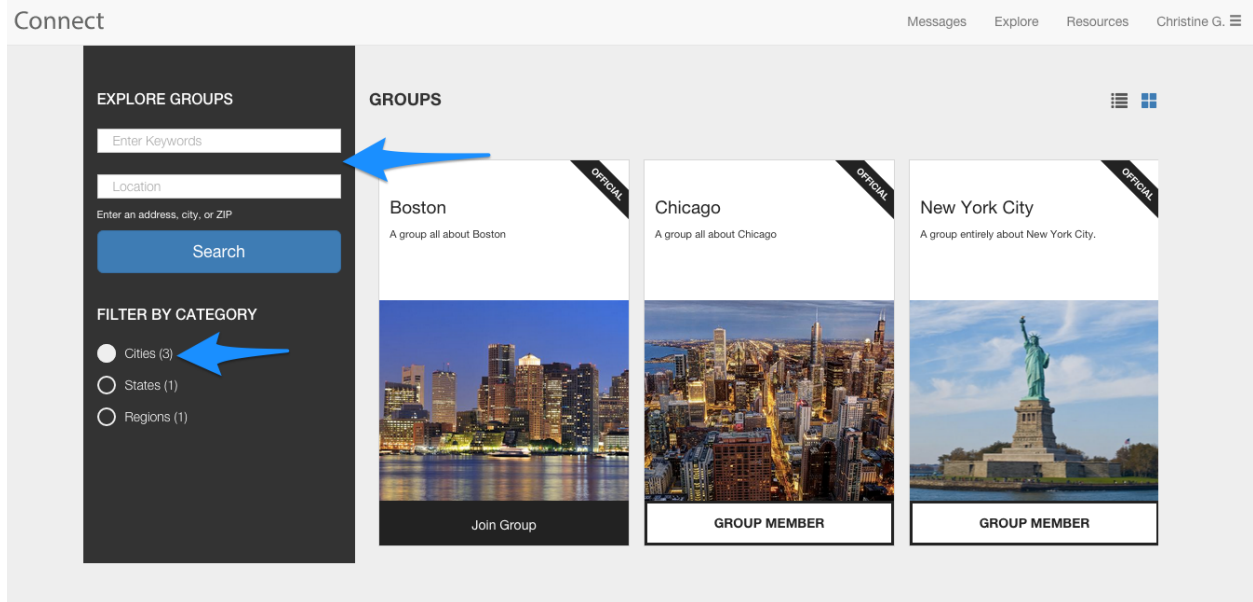 Connect
Messages
Explore
Resources
Christine G.
EXPLORE GROUPS
Enter Keywords
Location
Enter an address, city, or ZIP
Search
FILTER BY CATEGORY
Cities (3)
States (1)
Regions (1)
GROUPS
OFFICIAL
Boston
A group all about Boston
Join Group
OFFICIAL
Chicago
A group all about Chicago
GROUP MEMBER
OFFICIAL
New York City
A group entirely about New York City.
GROUP MEMBER